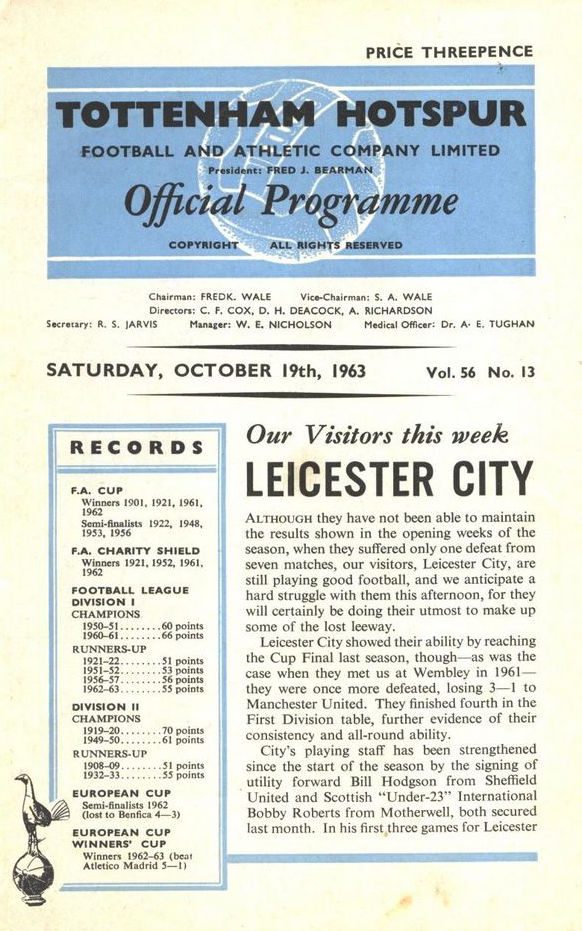 PRICE THREEPENCE
TOTTENHAM HOTSPUR
FOOTBALL AND ATHLETIC COMPANY LIMITED
President: FRED J. BEARMAN
Official Programme
COPYRIGHT ALL RIGHTS RESERVED
Chairman: FREDK. WALE Vice-Chairman: S. A. WALE
Directors: C. F. COX, D. H. DEACOCK, A. RICHARDSON
Secretary: R. S. JARVIS Manager: W. E. NICHOLSON Medical Officer: Dr. A. E. TUGHAN
SATURDAY, OCTOBER 19th, 1963 Vol. 56 No. 13
RECORDS
F.A. CUP
Winners 1901, 1921, 1961,
1962
Semi-finalists 1922, 1948,
1953, 1956
F.A. CHARITY SHIELD
Winners 1921, 1952, 1961,
1962
FOOTBALL LEAGUE
DIVISION I
CHAMPIONS
1950–51........60 points
1960–61........66 points
RUNNERS-UP
1921–22........51 points
1951–52........53 points
1956–57........56 points
1962–63........55 points
DIVISION II
CHAMPIONS
1919–20........70 points
1949–50........61 points
RUNNERS-UP
1908–09........51 points
1932–33........55 points
EUROPEAN CUP
Semi-finalists 1962
(lost to Benfica 4—3)
EUROPEAN CUP
WINNERS' CUP
Winners 1962–63 (beat
Atletico Madrid 5—1)
Our Visitors this week
LEICESTER CITY
ALTHOUGH they have not been able to maintain
the results shown in the opening weeks of the
season, when they suffered only one defeat from
seven matches, our visitors, Leicester City, are
still playing good football, and we anticipate a
hard struggle with them this afternoon, for they
will certainly be doing their utmost to make up
some of the lost leeway.
Leicester City showed their ability by reaching
the Cup Final last season, though—as was the
case when they met us at Wembley in 1961—
they were once more defeated, losing 3—1 to
Manchester United. They finished fourth in the
First Division table, further evidence of their
consistency and all-round ability.
City's playing staff has been strengthened
since the start of the season by the signing of
utility forward Bill Hodgson from Sheffield
United and Scottish "Under-23" International
Bobby Roberts from Motherwell, both secured
last month. In his first three games for Leicester